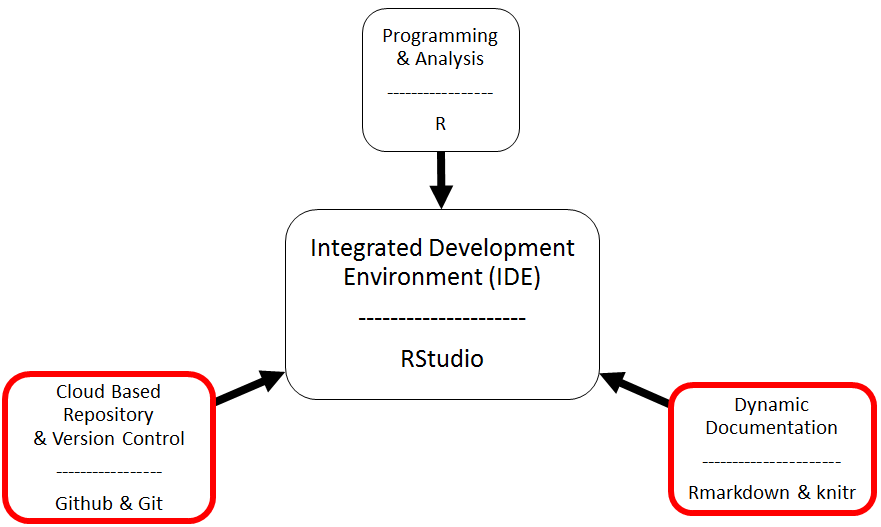 Programming
& Analysis
------------------
R
Integrated Development
Environment (IDE)
---------------------
RStudio
Cloud Based
Repository
& Version Control
-----------------
Github & Git
Dynamic
Documentation
-----------------------
Rmarkdown & knitr